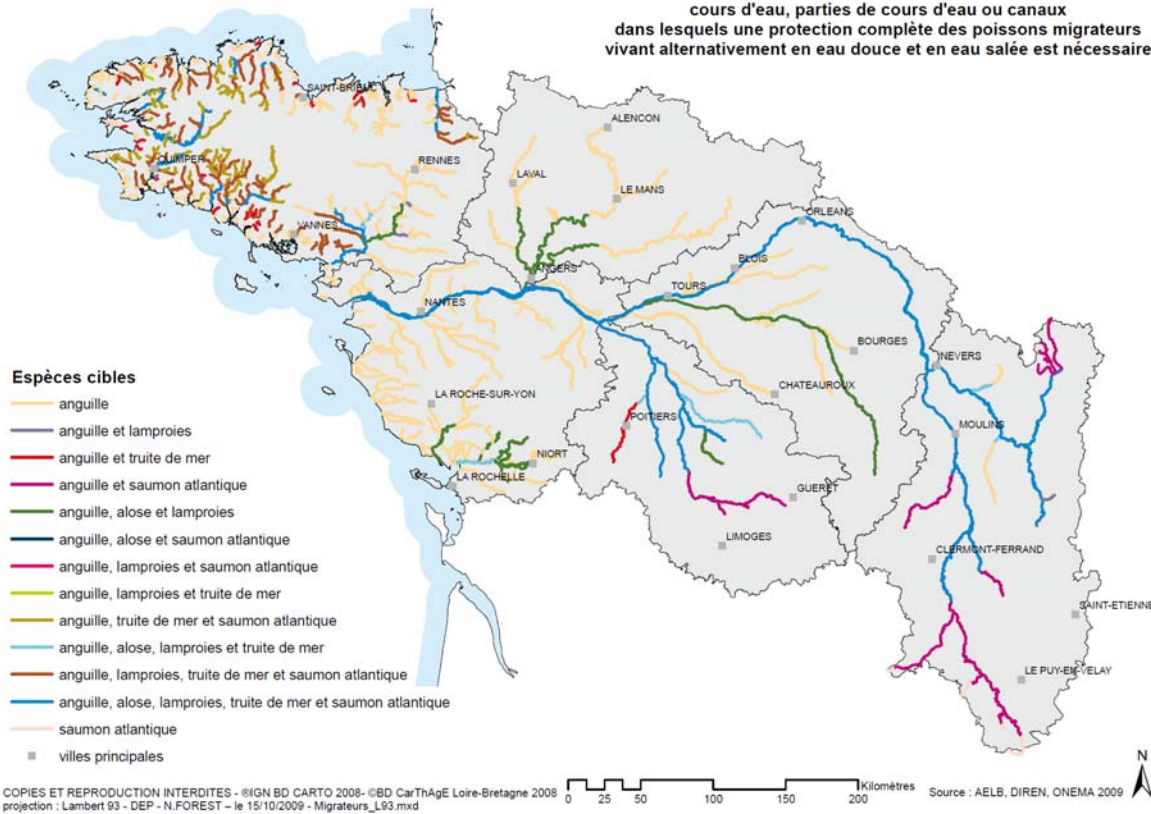 cours d'eau, parties de cours d'eau ou canaux
dans lesquels une protection complète des poissons migrateurs
vivant alternativement en eau douce et en eau salée est nécessaire
SAINT-BRIEUC
ALENCON
QUIMPER
RENNES
LAVAL
LE MANS
VANNES
ORLEANS
BLOIS
ANGERS
TOURS
NANTES
BOURGES
NEVERS
CHATEAUROUX
LA ROCHE-SUR-YON
POITIERS
MOULINS
NIORT
LA ROCHELLE
GUERET
LIMOGES
CLERMONT-FERRAND
SAINT-ETIENNE
LE PUY-EN-VELAY
Espèces cibles
anguille
anguille et lamproies
anguille et truite de mer
anguille et saumon atlantique
anguille, alose et lamproies
anguille, alose et saumon atlantique
anguille, lamproies et saumon atlantique
anguille, lamproies et truite de mer
anguille, truite de mer et saumon atlantique
anguille, alose, lamproies et truite de mer
anguille, lamproies, truite de mer et saumon atlantique
anguille, alose, lamproies, truite de mer et saumon atlantique
saumon atlantique
villes principales
COPIES ET REPRODUCTION INTERDITES - ®IGN BD CARTO 2008- ©BD CarThAgE Loire-Bretagne 2008
projection : Lambert 93 - DEP - N.FOREST – le 15/10/2009 - Migrateurs_L93.mxd
0 25 50 100 150 200 Kilomètres
Source : AELB, DIREN, ONEMA 2009
N